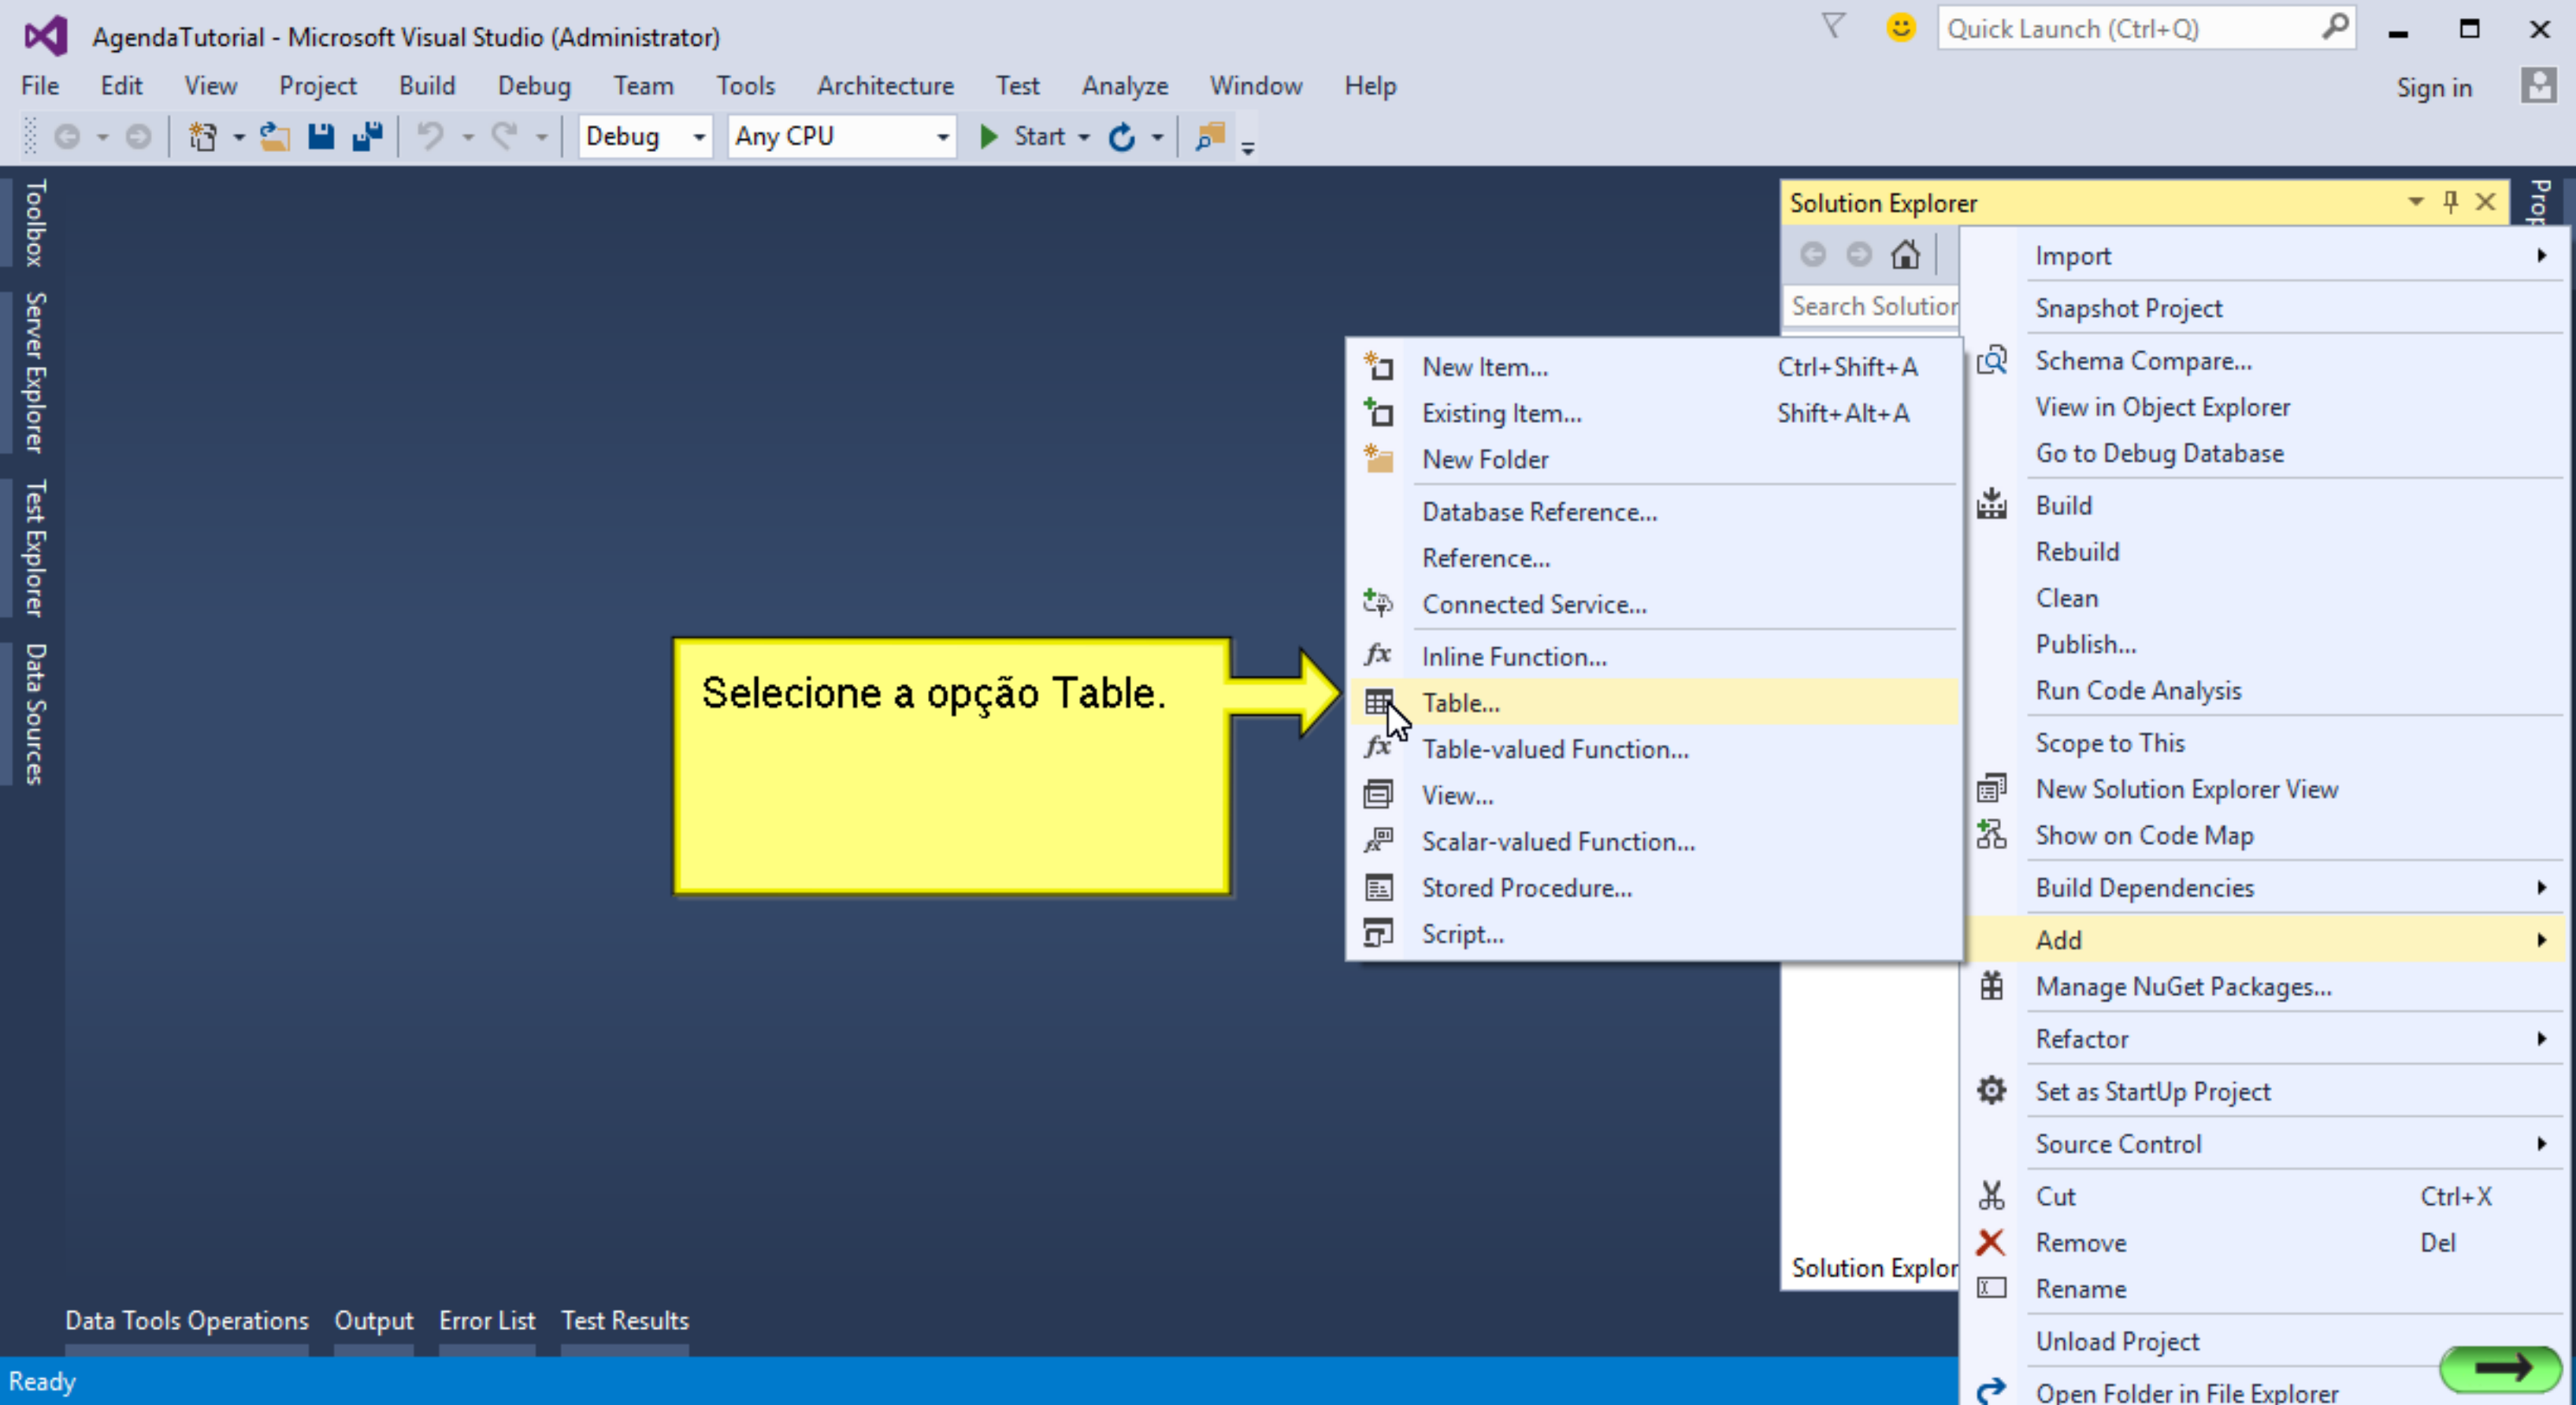 AgendaTutorial - Microsoft Visual Studio (Administrator)
Quick Launch (Ctrl+Q)
File Edit View Project Build Debug Team Tools Architecture Test Analyze Window Help
Sign in
Debug Any CPU Start
Toolbox
Server Explorer
Test Explorer
Data Sources
Solution Explorer
Prop
Search Solution
New Item... Ctrl+Shift+A
Existing Item... Shift+Alt+A
New Folder
Database Reference...
Reference...
Connected Service...
Inline Function...
Table...
Table-valued Function...
View...
Scalar-valued Function...
Stored Procedure...
Script...
Selecione a opção Table.
Import
Snapshot Project
Schema Compare...
View in Object Explorer
Go to Debug Database
Build
Rebuild
Clean
Publish...
Run Code Analysis
Scope to This
New Solution Explorer View
Show on Code Map
Build Dependencies
Add
Manage NuGet Packages...
Refactor
Set as StartUp Project
Source Control
Cut Ctrl+X
Remove Del
Rename
Unload Project
Open Folder in File Explorer
Solution Explor
Data Tools Operations Output Error List Test Results
Ready